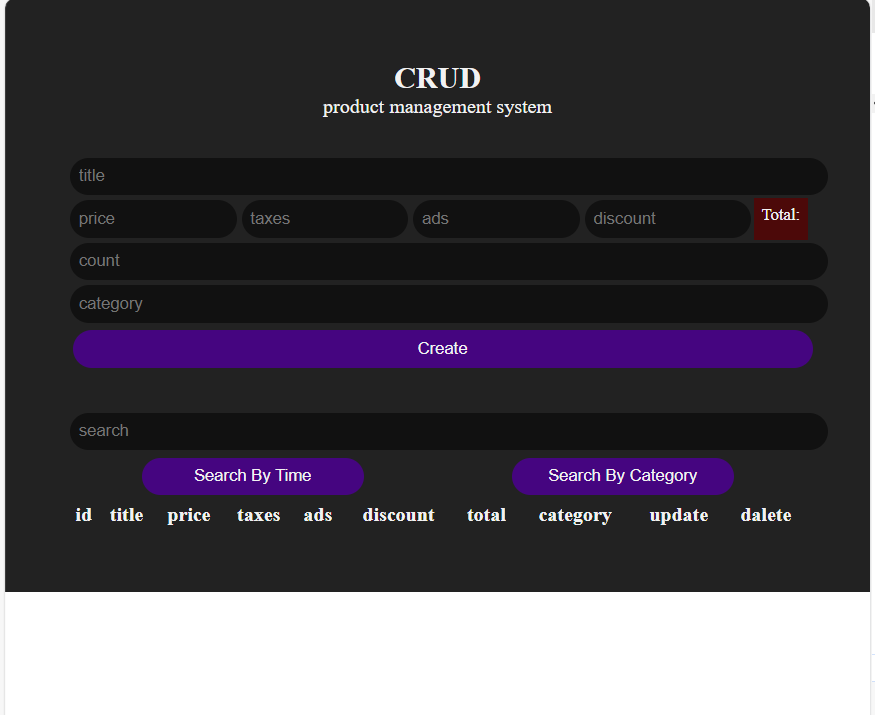 CRUD
product management system
title
price taxes ads discount Total:
count
category
Create
search
Search By Time Search By Category
id title price taxes ads discount total category update dalete